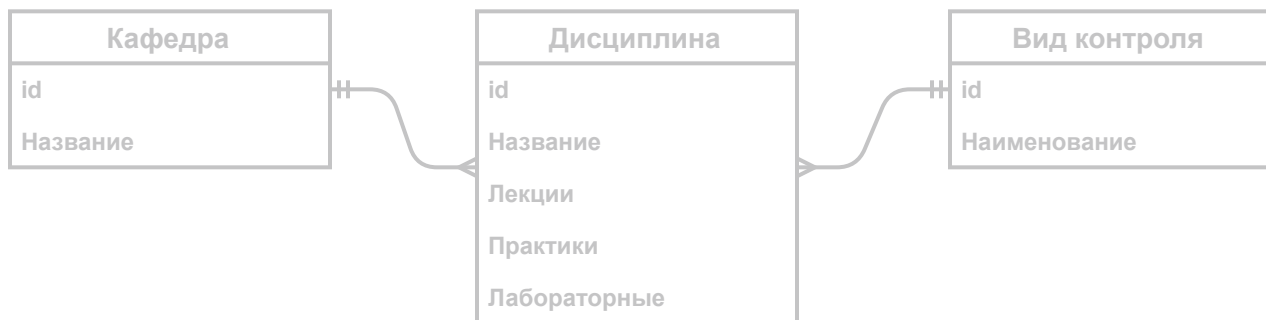 Кафедра
id
Название
Дисциплина
id
Название
Лекции
Практики
Лабораторные
Вид контроля
id
Наименование